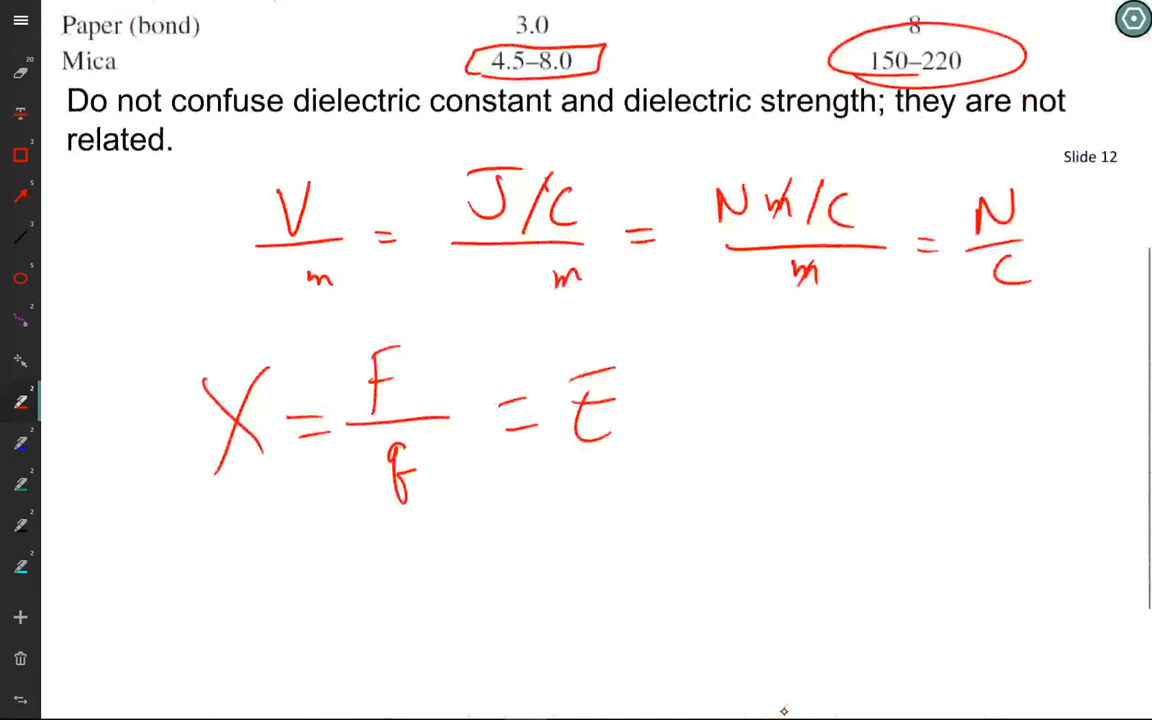 Paper (bond) 3.0 8
Mica 4.5–8.0 150–220
Do not confuse dielectric constant and dielectric strength; they are not
related.
Slide 12
V/m = J/C/m = Nm/C/m = N/C
X = F/q = E